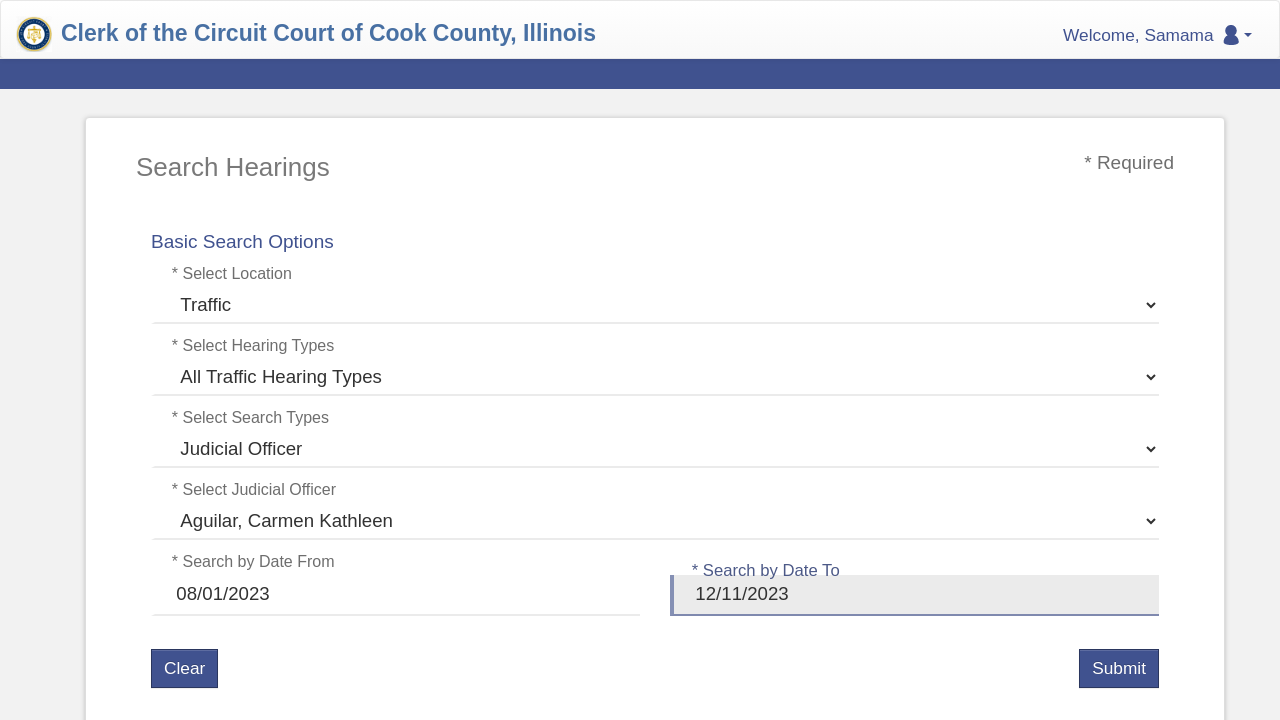 Clerk of the Circuit Court of Cook County, Illinois
Welcome, Samama
Search Hearings
* Required
Basic Search Options
* Select Location
Traffic
* Select Hearing Types
All Traffic Hearing Types
* Select Search Types
Judicial Officer
* Select Judicial Officer
Aguilar, Carmen Kathleen
* Search by Date From
08/01/2023
* Search by Date To
12/11/2023
Clear
Submit